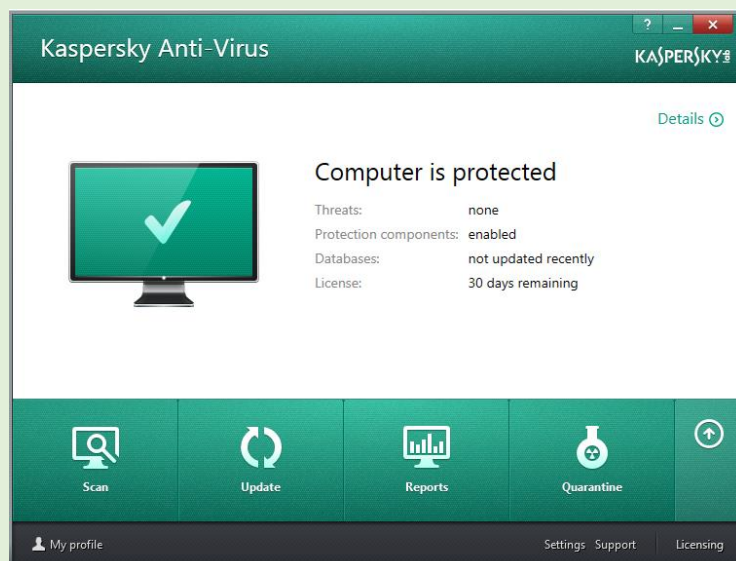 ?
Kaspersky Anti-Virus
KASPERSKY lab
Details
Computer is protected
Threats: none
Protection components: enabled
Databases: not updated recently
License: 30 days remaining
Scan Update Reports Quarantine
My profile Settings Support Licensing